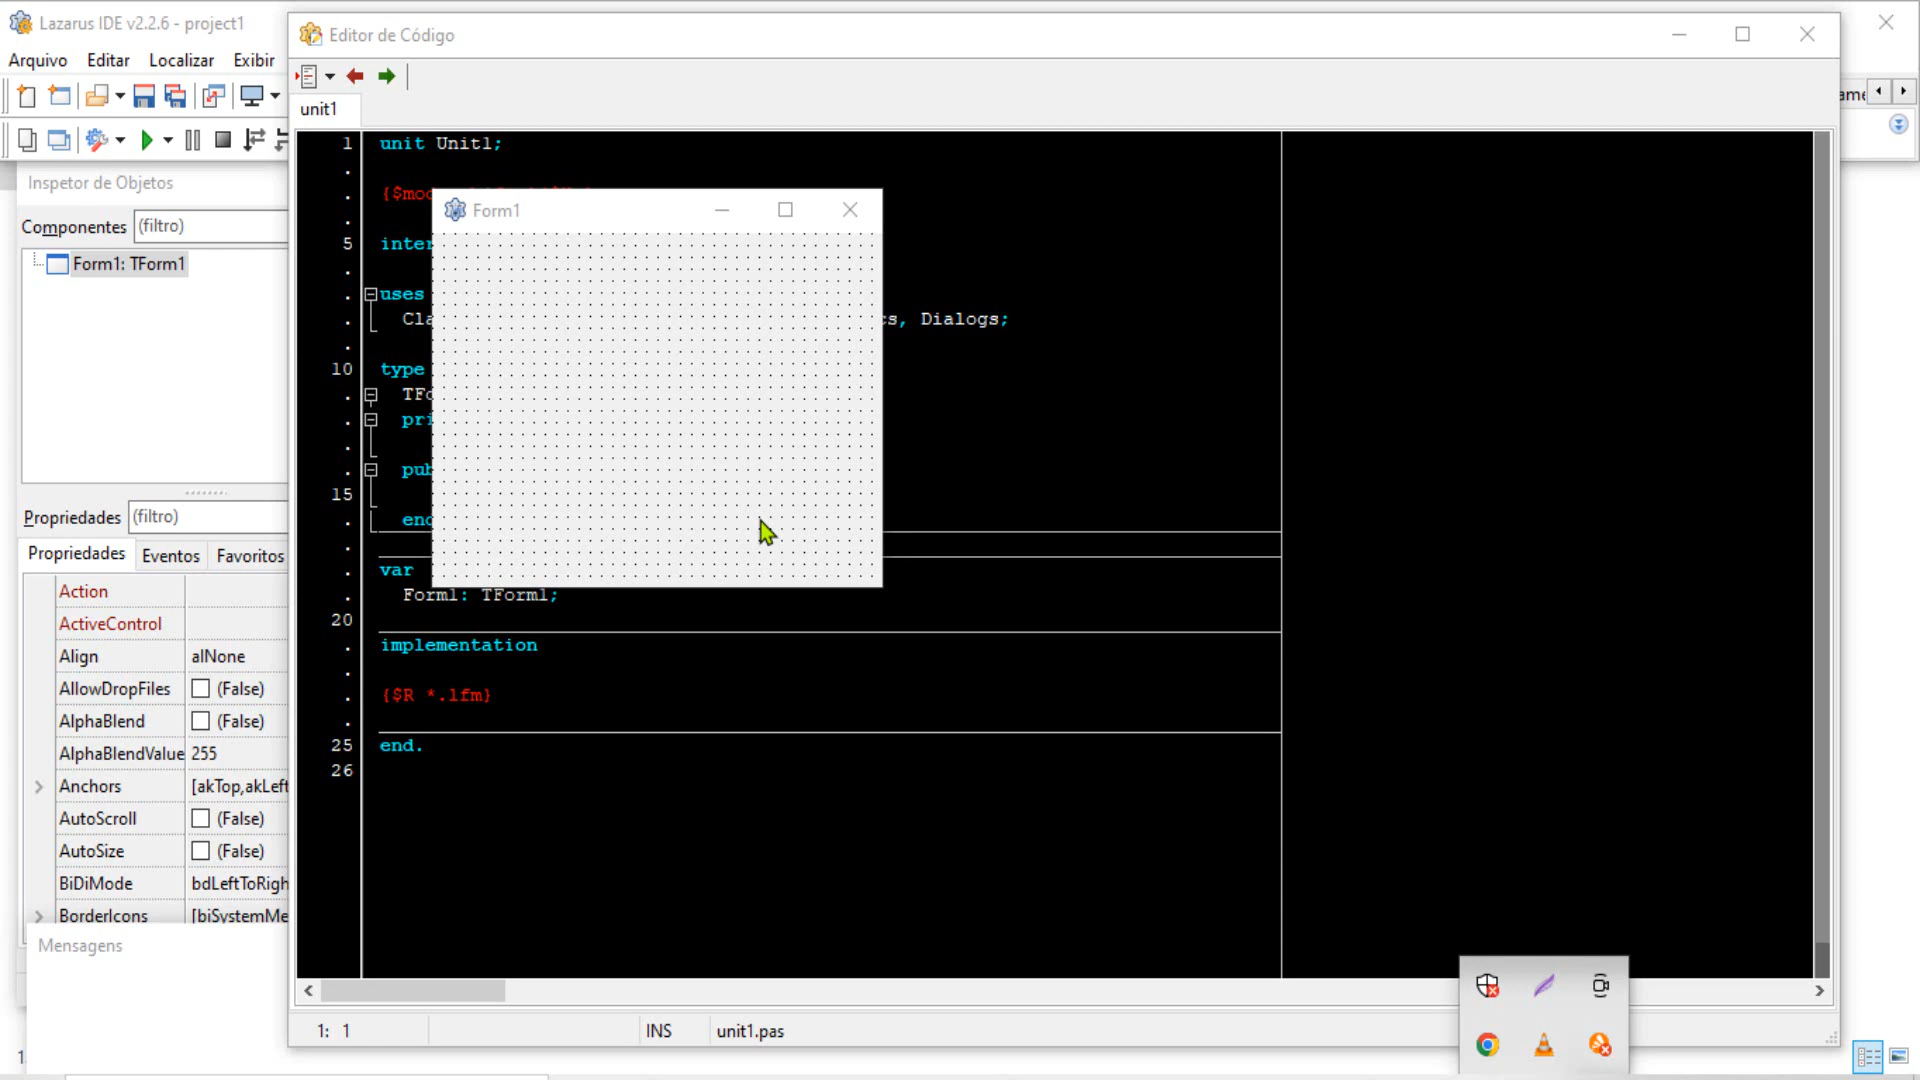 Lazarus IDE v2.2.6 - project1
Arquivo Editar Localizar Exibir
Inspetor de Objetos
Componentes (filtro)
Form1: TForm1
Propriedades (filtro)
Propriedades Eventos Favoritos
Action
ActiveControl
Align alNone
AllowDropFiles (False)
AlphaBlend (False)
AlphaBlendValue 255
Anchors [akTop,akLeft
AutoScroll (False)
AutoSize (False)
BiDiMode bdLeftToRigh
BorderIcons [biSystemMe
Mensagens
Editor de Código
unit1
1 unit Unit1;
{$mod
5 inter
uses
Cla cs, Dialogs;
10 type
TFo
pri
pub
15
end
var
Form1: TForm1;
20
implementation
{$R *.lfm}
25 end.
26
Form1
1: 1 INS unit1.pas